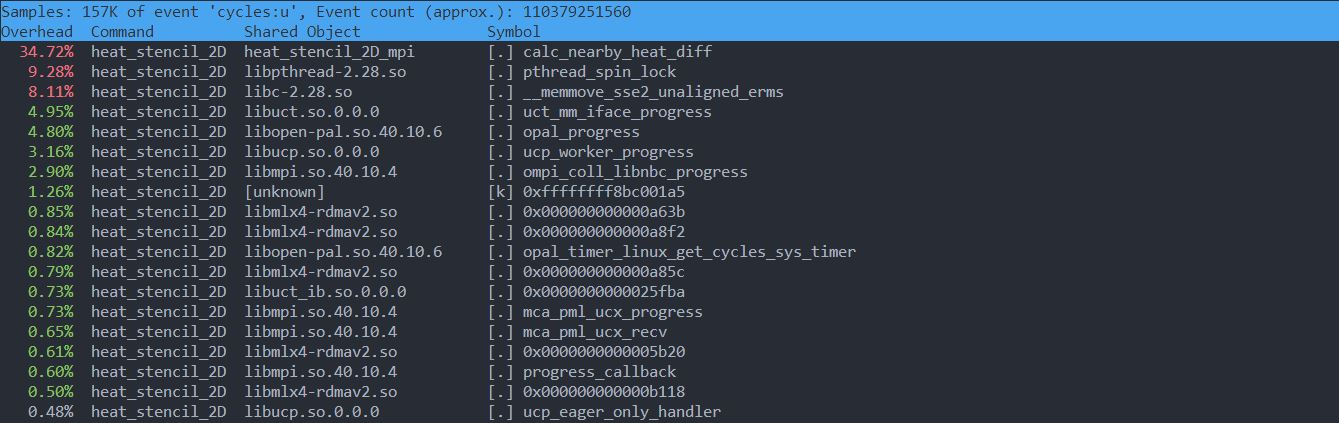 Samples: 157K of event 'cycles:u', Event count (approx.): 110379251560
Overhead  Command          Shared Object              Symbol
  34.72%  heat_stencil_2D  heat_stencil_2D_mpi        [.] calc_nearby_heat_diff
   9.28%  heat_stencil_2D  libpthread-2.28.so         [.] pthread_spin_lock
   8.11%  heat_stencil_2D  libc-2.28.so               [.] __memmove_sse2_unaligned_erms
   4.95%  heat_stencil_2D  libuct.so.0.0.0            [.] uct_mm_iface_progress
   4.80%  heat_stencil_2D  libopen-pal.so.40.10.6     [.] opal_progress
   3.16%  heat_stencil_2D  libucp.so.0.0.0            [.] ucp_worker_progress
   2.90%  heat_stencil_2D  libmpi.so.40.10.4          [.] ompi_coll_libnbc_progress
   1.26%  heat_stencil_2D  [unknown]                  [k] 0xffffffff8bc001a5
   0.85%  heat_stencil_2D  libmlx4-rdmav2.so          [.] 0x000000000000a63b
   0.84%  heat_stencil_2D  libmlx4-rdmav2.so          [.] 0x000000000000a8f2
   0.82%  heat_stencil_2D  libopen-pal.so.40.10.6     [.] opal_timer_linux_get_cycles_sys_timer
   0.79%  heat_stencil_2D  libmlx4-rdmav2.so          [.] 0x000000000000a85c
   0.73%  heat_stencil_2D  libuct_ib.so.0.0.0         [.] 0x0000000000025fba
   0.73%  heat_stencil_2D  libmpi.so.40.10.4          [.] mca_pml_ucx_progress
   0.65%  heat_stencil_2D  libmpi.so.40.10.4          [.] mca_pml_ucx_recv
   0.61%  heat_stencil_2D  libmlx4-rdmav2.so          [.] 0x0000000000005b20
   0.60%  heat_stencil_2D  libmpi.so.40.10.4          [.] progress_callback
   0.50%  heat_stencil_2D  libmlx4-rdmav2.so          [.] 0x000000000000b118
   0.48%  heat_stencil_2D  libucp.so.0.0.0            [.] ucp_eager_only_handler